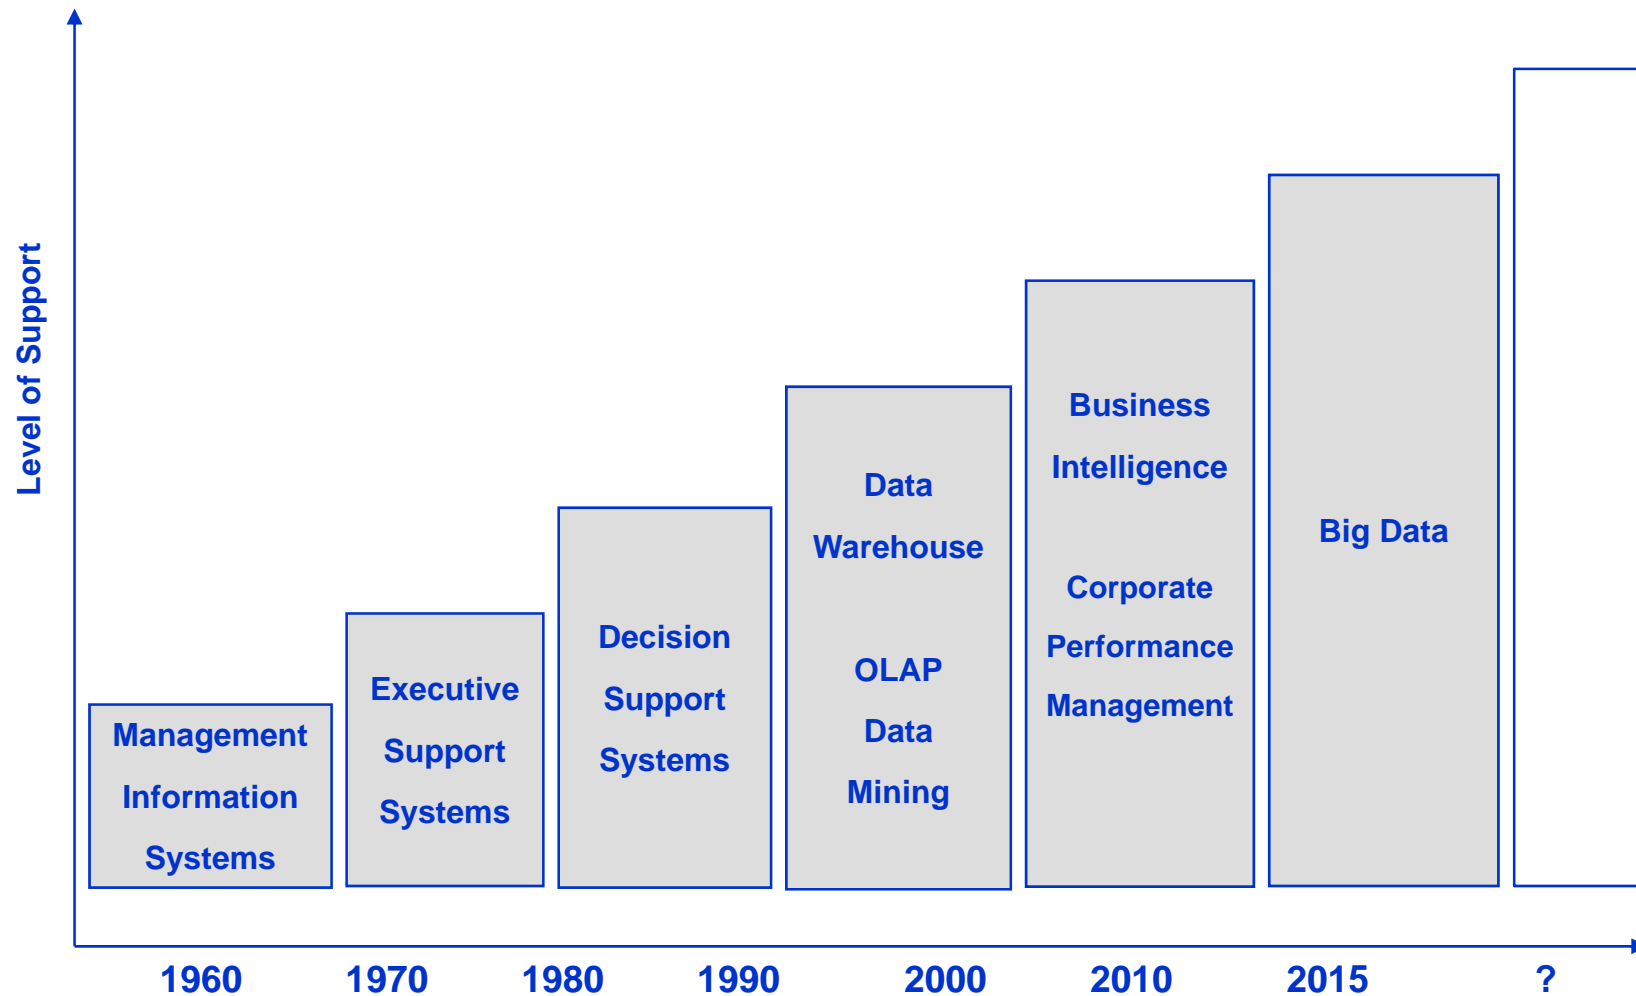 Level of Support
Management
Information
Systems
Executive
Support
Systems
Decision
Support
Systems
Data
Warehouse
OLAP
Data
Mining
Business
Intelligence
Corporate
Performance
Management
Big Data
1960 1970 1980 1990 2000 2010 2015 ?